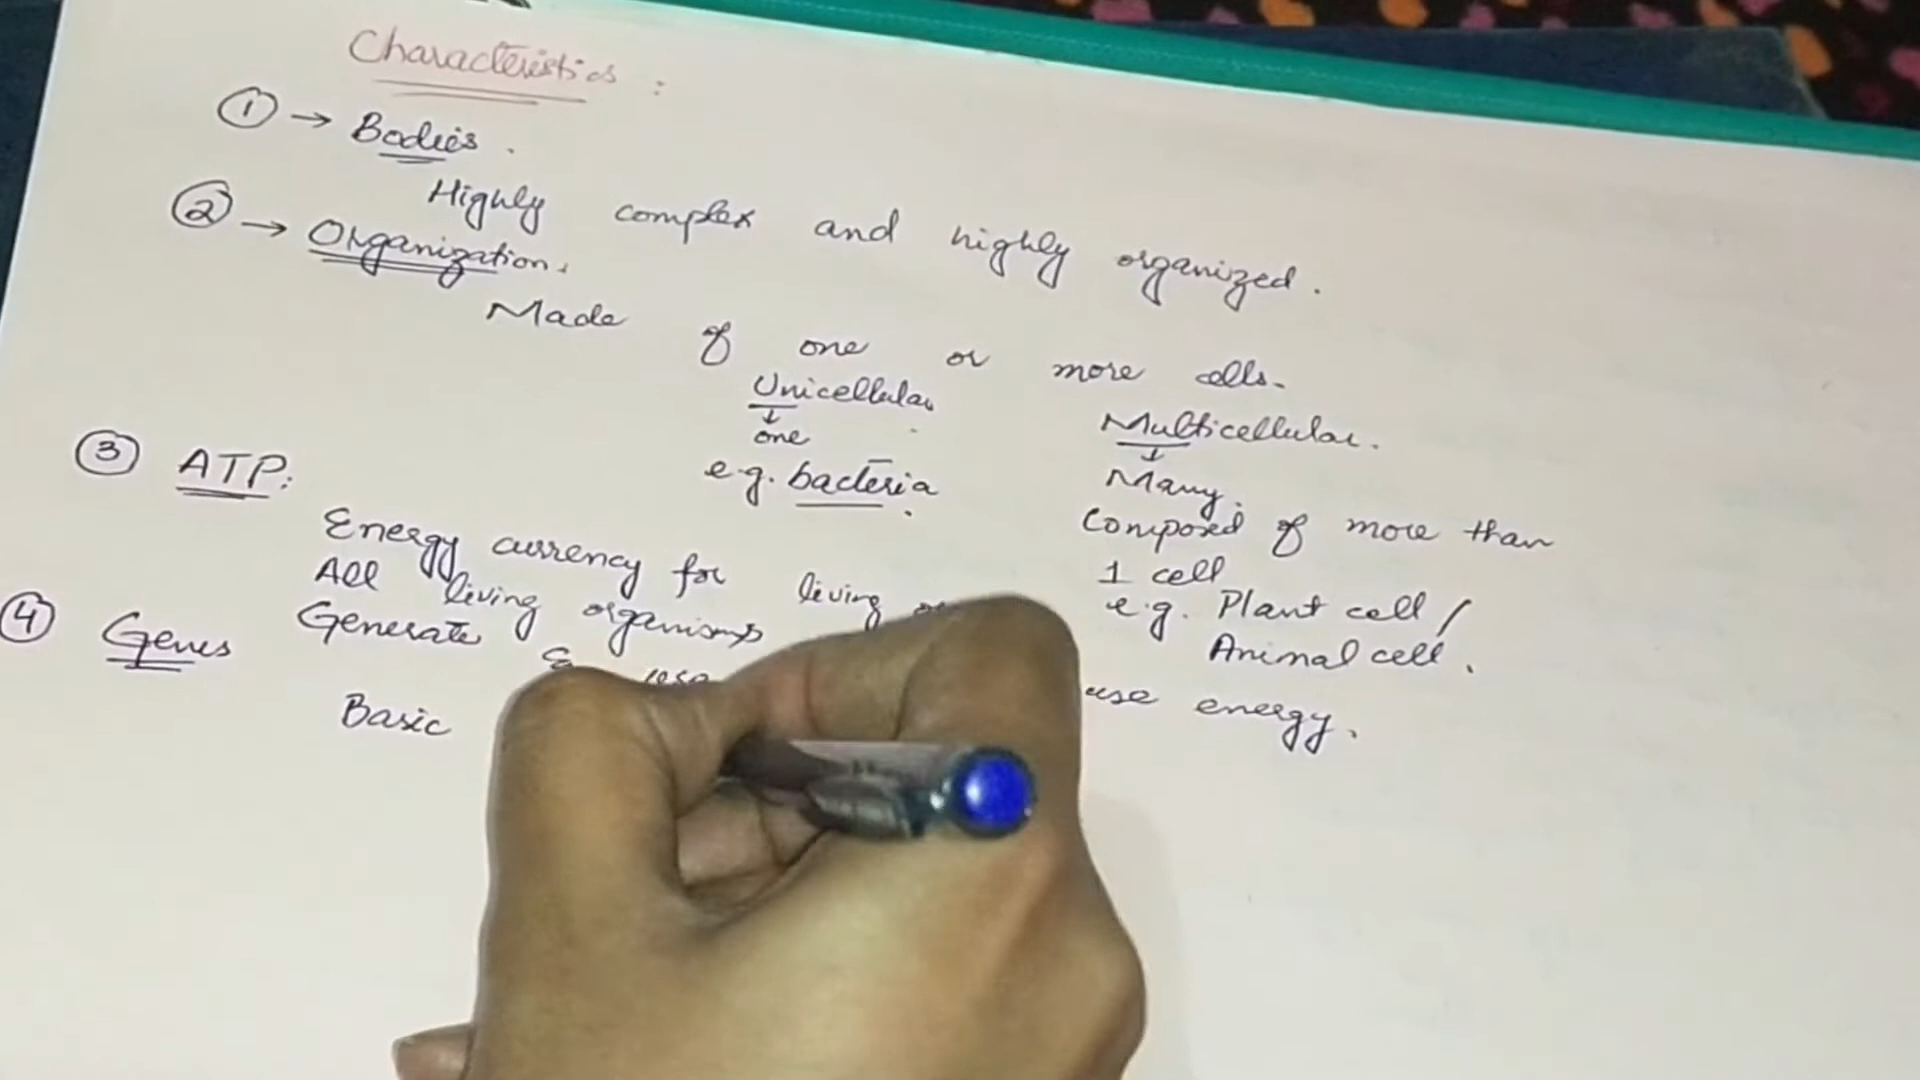 Characteristics :
① → Bodies.
Highly complex and highly organized.
② → Organization.
Made of one or more cells.
Unicellular
↓
one
e.g. bacteria.
Multicellular.
↓
Many.
Composed of more than
1 cell
e.g. Plant cell /
Animal cell.
③ ATP:
Energy currency for living
All living organisms
Generate & use use energy.
④ Genes
Basic